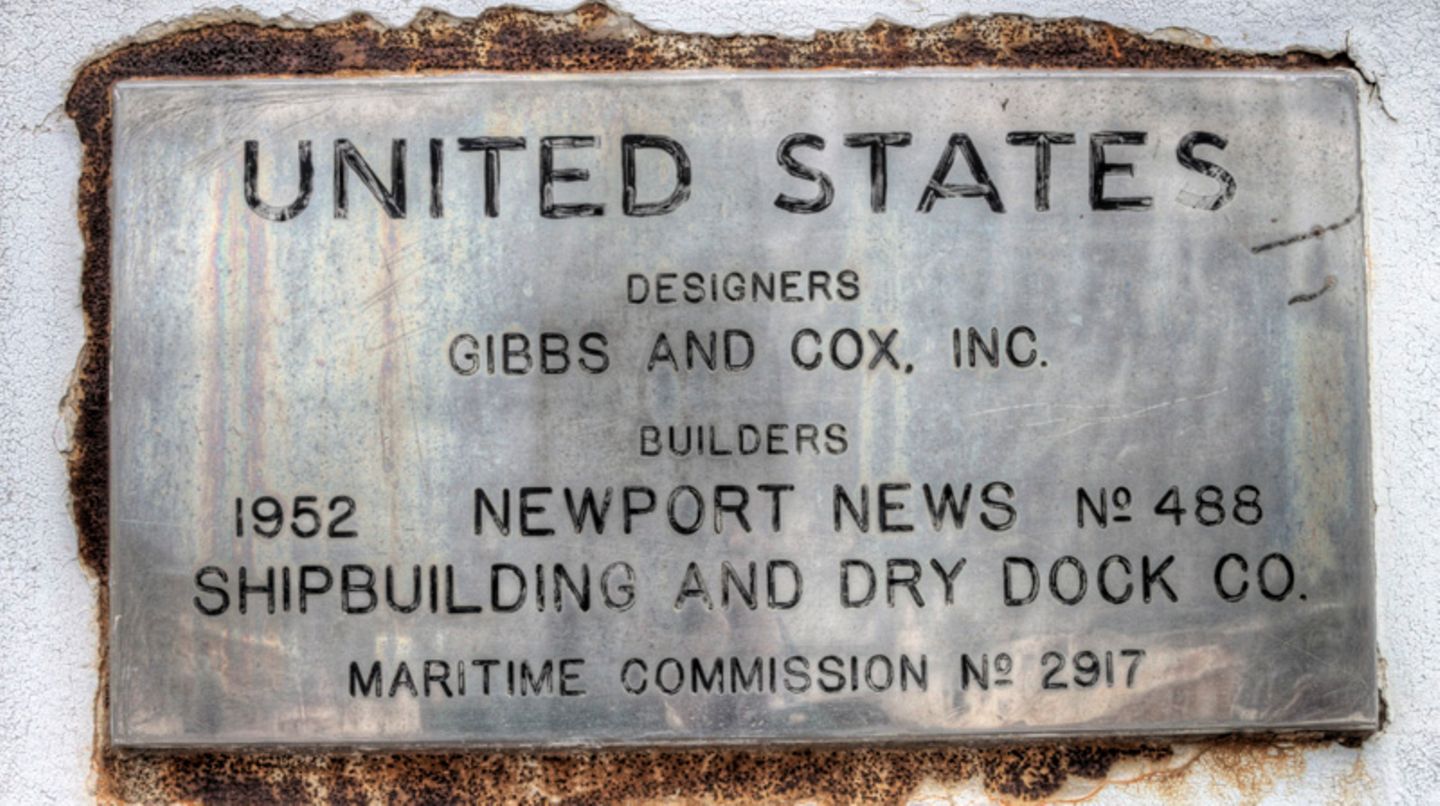 UNITED STATES
DESIGNERS
GIBBS AND COX, INC.
BUILDERS
1952 NEWPORT NEWS Nº 488
SHIPBUILDING AND DRY DOCK CO.
MARITIME COMMISSION Nº 2917